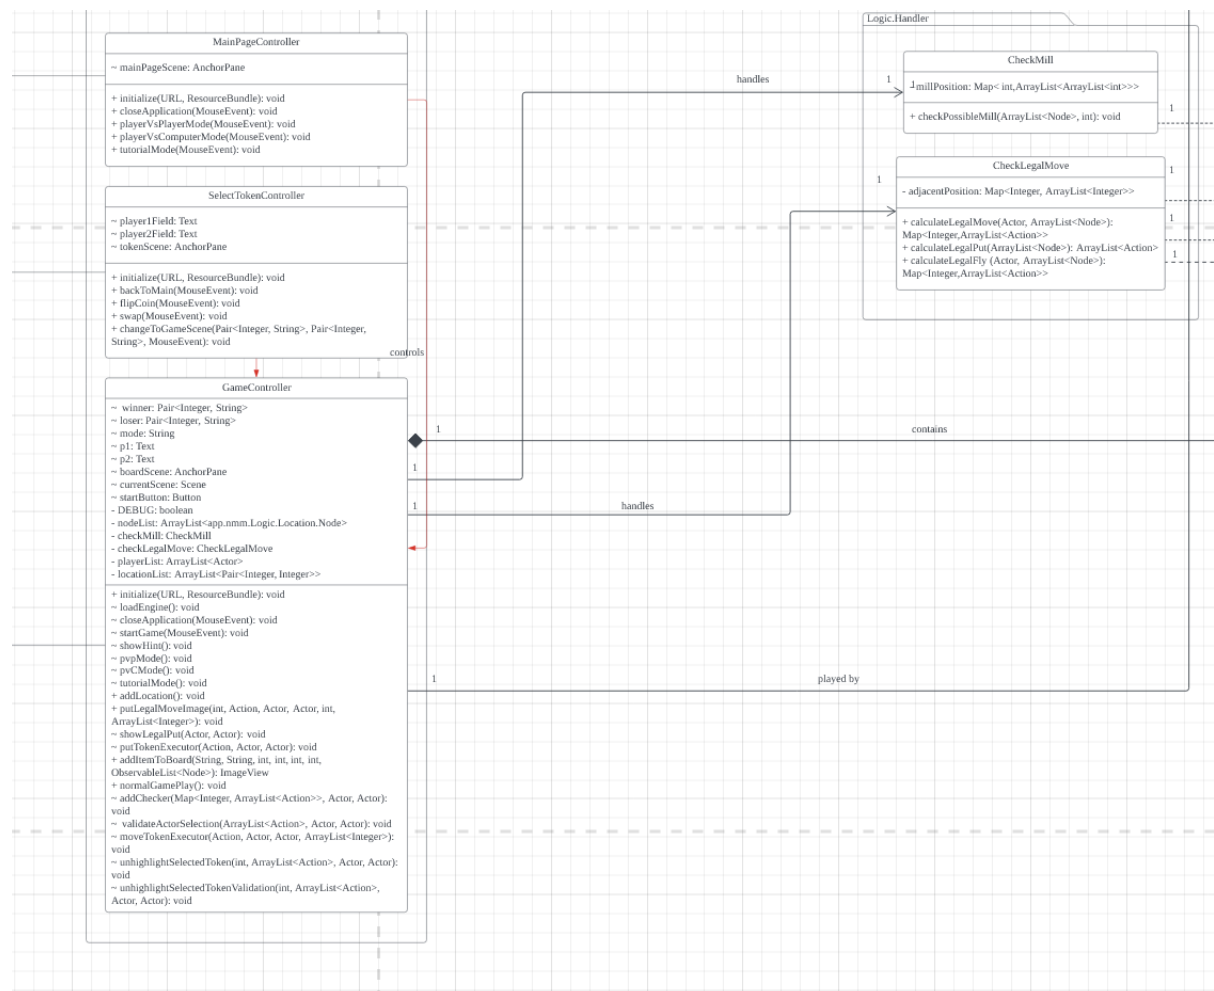 MainPageController
~ mainPageScene: AnchorPane
+ initialize(URL, ResourceBundle): void
+ closeApplication(MouseEvent): void
+ playerVsPlayerMode(MouseEvent): void
+ playerVsComputerMode(MouseEvent): void
+ tutorialMode(MouseEvent): void
SelectTokenController
~ player1Field: Text
~ player2Field: Text
~ tokenScene: AnchorPane
+ initialize(URL, ResourceBundle): void
+ backToMain(MouseEvent): void
+ flipCoin(MouseEvent): void
+ swap(MouseEvent): void
+ changeToGameScene(Pair<Integer, String>, Pair<Integer,
String>, MouseEvent): void
controls
GameController
~ winner: Pair<Integer, String>
~ loser: Pair<Integer, String>
~ mode: String
~ p1: Text
~ p2: Text
~ boardScene: AnchorPane
~ currentScene: Scene
~ startButton: Button
- DEBUG: boolean
- nodeList: ArrayList<app.nmm.Logic.Location.Node>
- checkMill: CheckMill
- checkLegalMove: CheckLegalMove
- playerList: ArrayList<Actor>
- locationList: ArrayList<Pair<Integer,Integer>>
+ initialize(URL, ResourceBundle): void
~ loadEngine(): void
~ closeApplication(MouseEvent): void
~ startGame(MouseEvent): void
~ showHint(): void
~ pvpMode(): void
~ pvCMode(): void
~ tutorialMode(): void
+ addLocation(): void
+ putLegalMoveImage(int, Action, Actor, Actor, int,
ArrayList<Integer>): void
~ showLegalPut(Actor, Actor): void
~ putTokenExecutor(Action, Actor, Actor): void
+ addItemToBoard(String, String, int, int, int, int,
ObservableList<Node>): ImageView
+ normalGamePlay(): void
~ addChecker(Map<Integer, ArrayList<Action>>, Actor, Actor):
void
~ validateActorSelection(ArrayList<Action>, Actor, Actor): void
~ moveTokenExecutor(Action, Actor, Actor, ArrayList<Integer>):
void
~ unhighlightSelectedToken(int, ArrayList<Action>, Actor, Actor):
void
~ unhighlightSelectedTokenValidation(int, ArrayList<Action>,
Actor, Actor): void
1
contains
1
1
handles
1
played by
handles
1
1
Logic.Handler
CheckMill
1
millPosition: Map< int,ArrayList<ArrayList<int>>>
+ checkPossibleMill(ArrayList<Node>, int): void
1
CheckLegalMove
- adjacentPosition: Map<Integer, ArrayList<Integer>>
+ calculateLegalMove(Actor, ArrayList<Node>):
Map<Integer,ArrayList<Action>>
+ calculateLegalPut(ArrayList<Node>): ArrayList<Action>
+ calculateLegalFly (Actor, ArrayList<Node>):
Map<Integer,ArrayList<Action>>
1
1
1